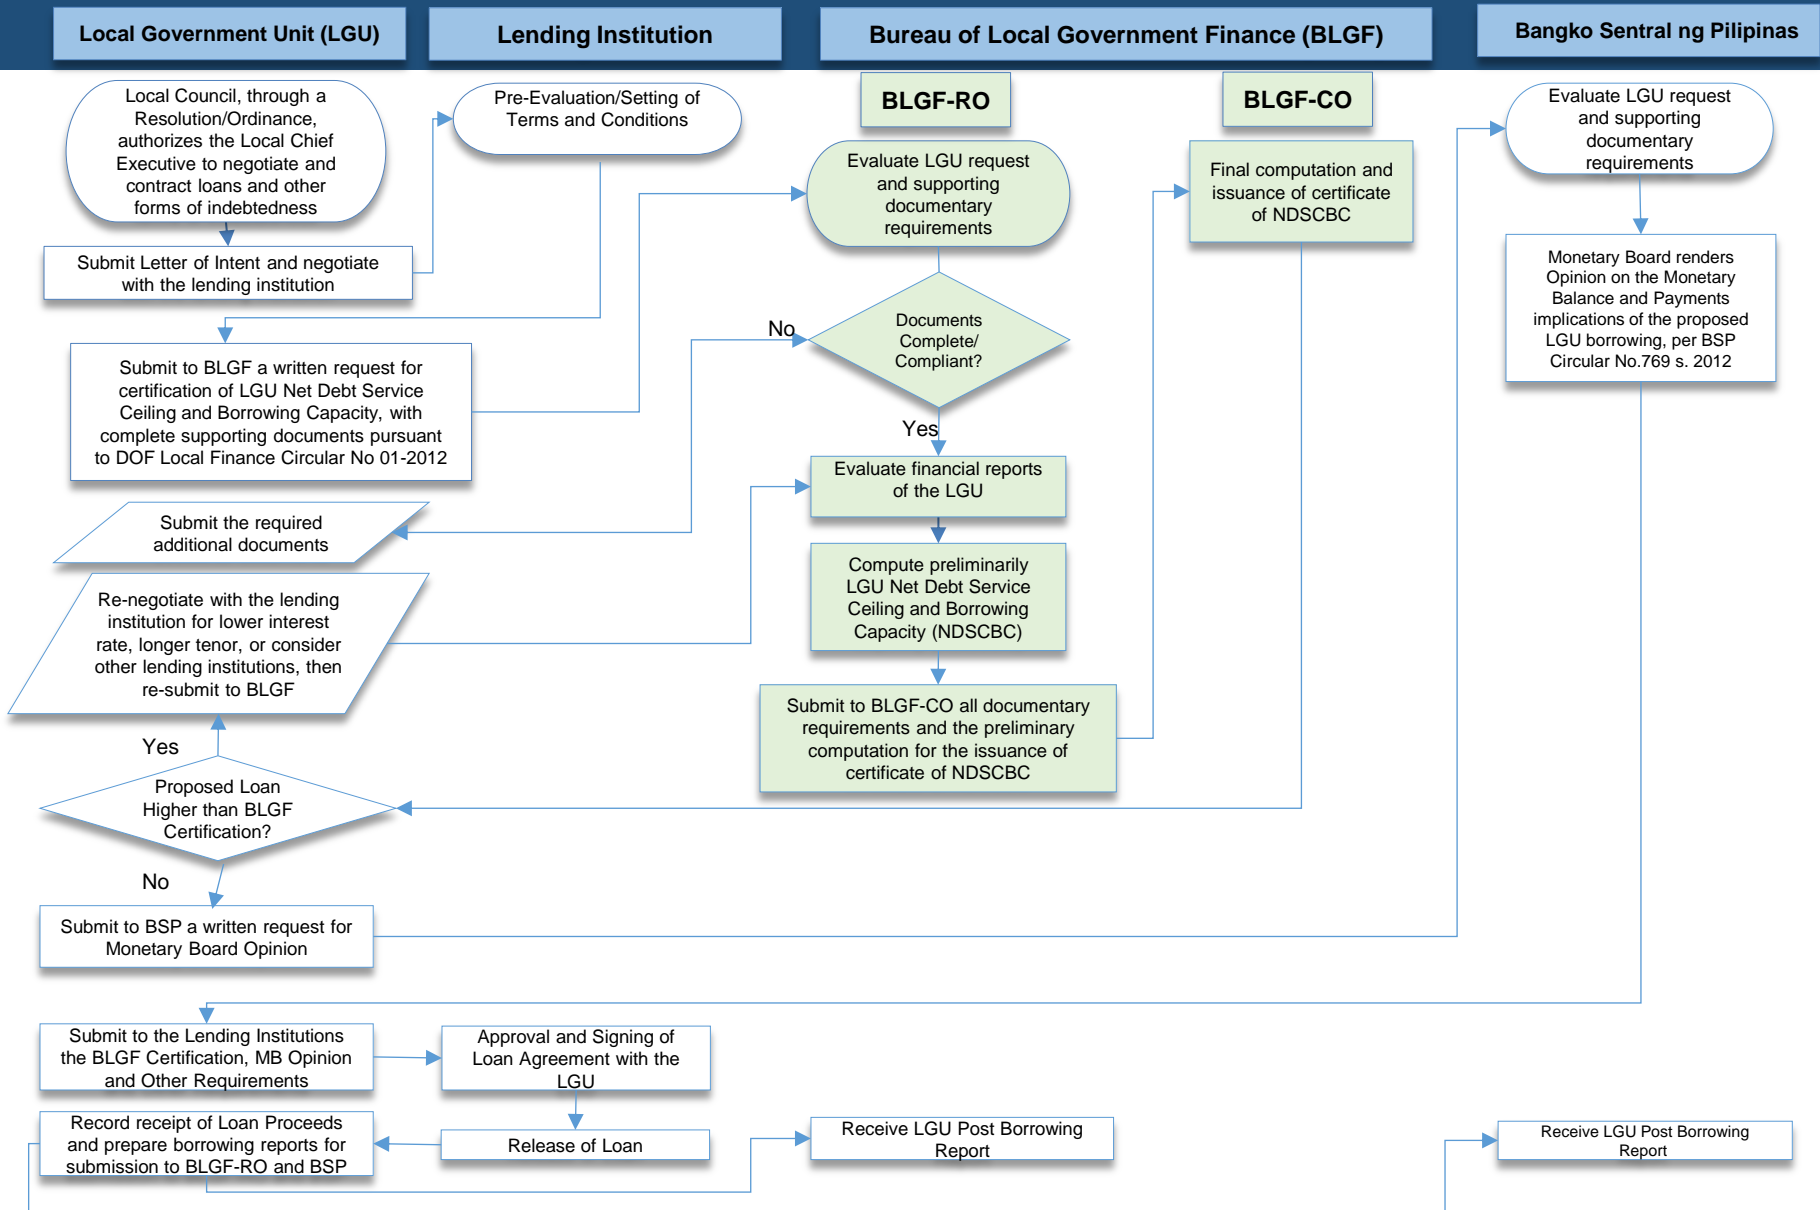 Local Government Unit (LGU)
Lending Institution
Bureau of Local Government Finance (BLGF)
Bangko Sentral ng Pilipinas
BLGF-RO
BLGF-CO
Local Council, through a
Resolution/Ordinance,
authorizes the Local Chief
Executive to negotiate and
contract loans and other
forms of indebtedness
Pre-Evaluation/Setting of
Terms and Conditions
Evaluate LGU request
and supporting
documentary
requirements
Final computation and
issuance of certificate
of NDSCBC
Evaluate LGU request
and supporting
documentary
requirements
Submit Letter of Intent and negotiate
with the lending institution
Monetary Board renders
Opinion on the Monetary
Balance and Payments
implications of the proposed
LGU borrowing, per BSP
Circular No.769 s. 2012
No
Documents
Complete/
Compliant?
Yes
Submit to BLGF a written request for
certification of LGU Net Debt Service
Ceiling and Borrowing Capacity, with
complete supporting documents pursuant
to DOF Local Finance Circular No 01-2012
Evaluate financial reports
of the LGU
Submit the required
additional documents
Compute preliminarily
LGU Net Debt Service
Ceiling and Borrowing
Capacity (NDSCBC)
Re-negotiate with the lending
institution for lower interest
rate, longer tenor, or consider
other lending institutions, then
re-submit to BLGF
Submit to BLGF-CO all documentary
requirements and the preliminary
computation for the issuance of
certificate of NDSCBC
Yes
Proposed Loan
Higher than BLGF
Certification?
No
Submit to BSP a written request for
Monetary Board Opinion
Submit to the Lending Institutions
the BLGF Certification, MB Opinion
and Other Requirements
Approval and Signing of
Loan Agreement with the
LGU
Record receipt of Loan Proceeds
and prepare borrowing reports for
submission to BLGF-RO and BSP
Release of Loan
Receive LGU Post Borrowing
Report
Receive LGU Post Borrowing
Report